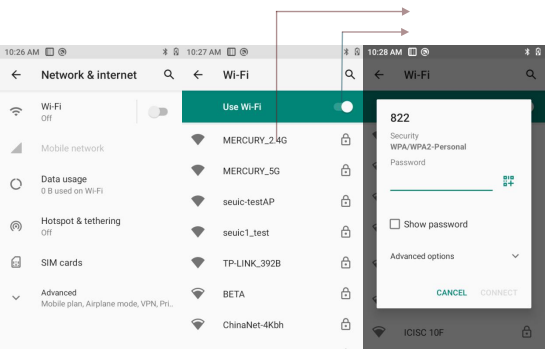 10:26 AM
Network & internet
Wi-Fi
Off
Mobile network
Data usage
0 B used on Wi-Fi
Hotspot & tethering
Off
SIM cards
Advanced
Mobile plan, Airplane mode, VPN, Pri..
10:27 AM
Wi-Fi
Use Wi-Fi
MERCURY_2.4G
MERCURY_5G
seuic-testAP
seuic1_test
TP-LINK_392B
BETA
ChinaNet-4Kbh
10:28 AM
Wi-Fi
822
Security
WPA/WPA2-Personal
Password
Show password
Advanced options
CANCEL CONNECT
ICISC 10F